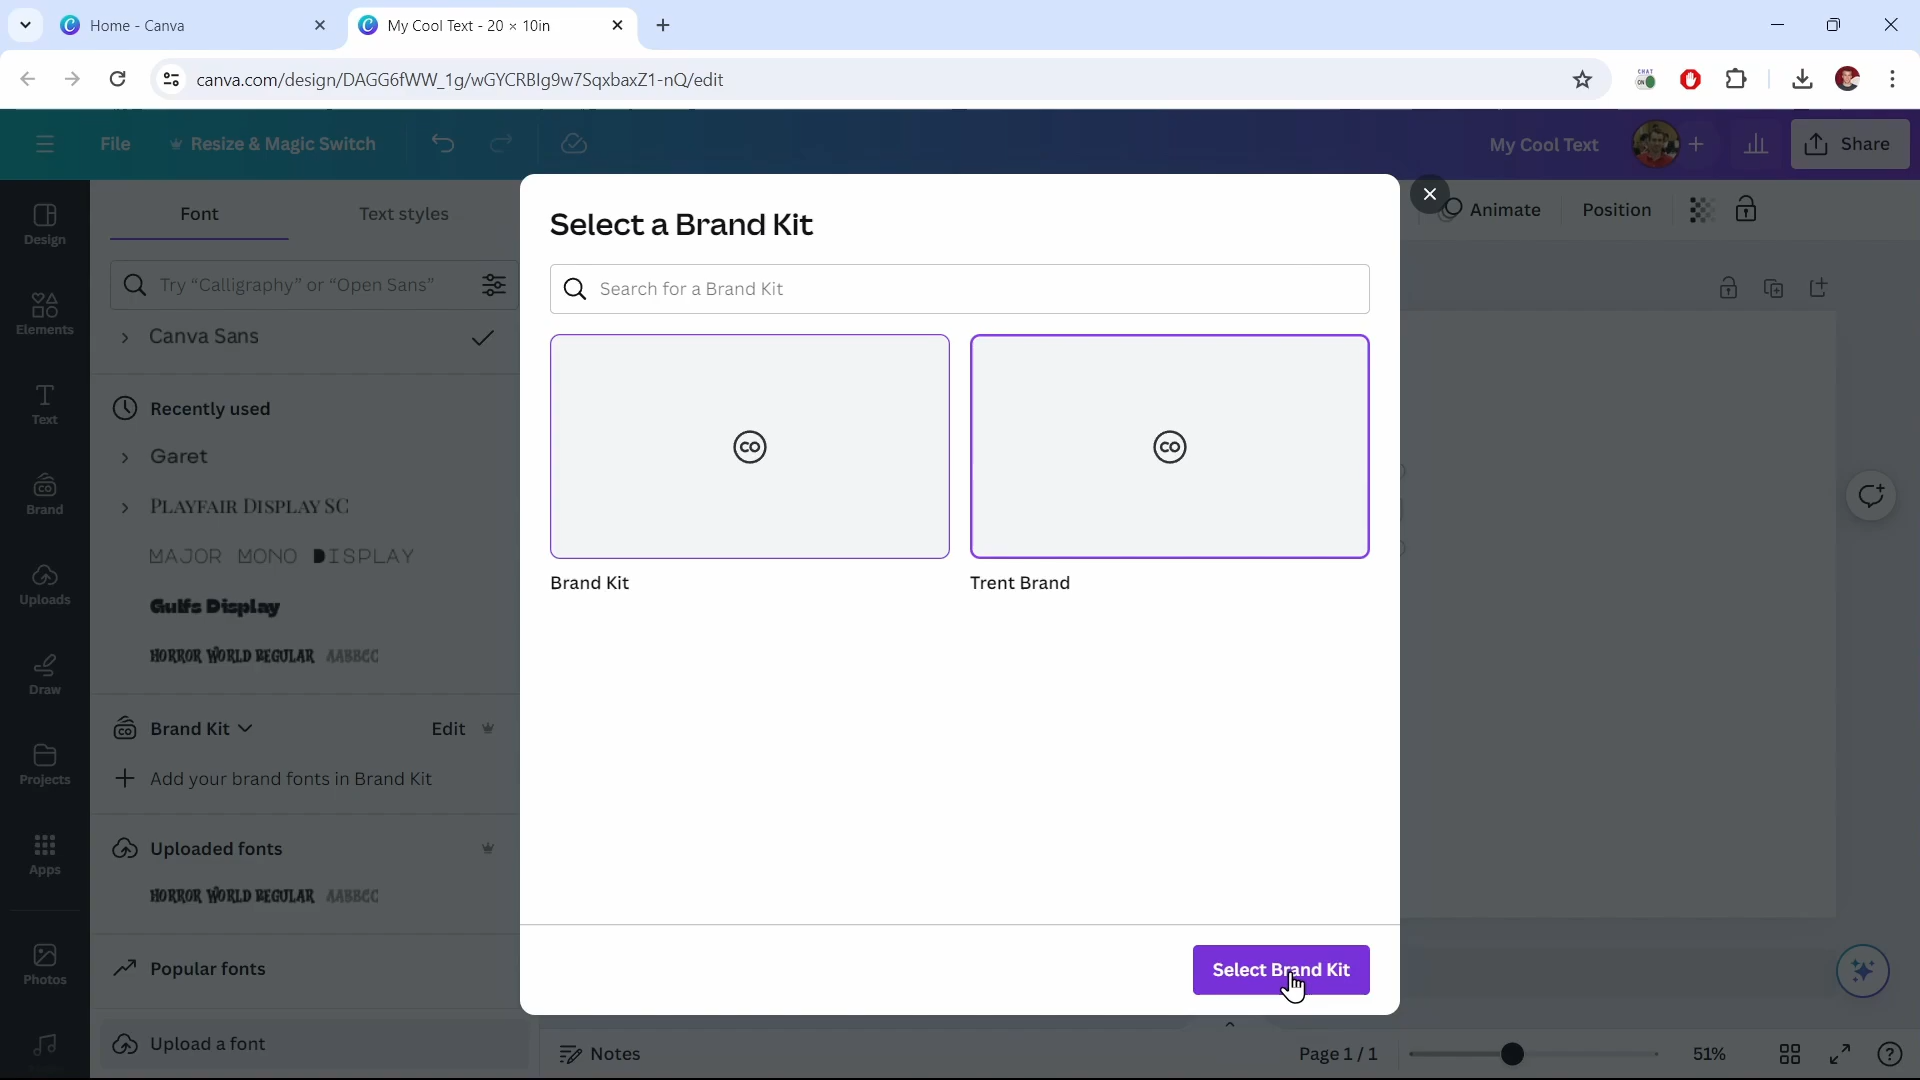 Home - Canva
My Cool Text - 20 × 10in
canva.com/design/DAGG6fWW_1g/wGYCRBIg9w7SqxbaxZ1-nQ/edit
CHAT
ON
File
Resize & Magic Switch
My Cool Text
Share
Design
Elements
Text
Brand
Uploads
Draw
Projects
Apps
Photos
Font
Text styles
Try “Calligraphy” or “Open Sans”
Canva Sans
Recently used
Garet
PLAYFAIR DISPLAY SC
MAJOR MONO DISPLAY
Gulfs Display
HORROR WORLD REGULAR AABBCC
Brand Kit
Edit
Add your brand fonts in Brand Kit
Uploaded fonts
HORROR WORLD REGULAR AABBCC
Popular fonts
Upload a font
Select a Brand Kit
Search for a Brand Kit
CO
CO
Brand Kit
Trent Brand
Select Brand Kit
Animate
Position
Notes
Page 1 / 1
51%